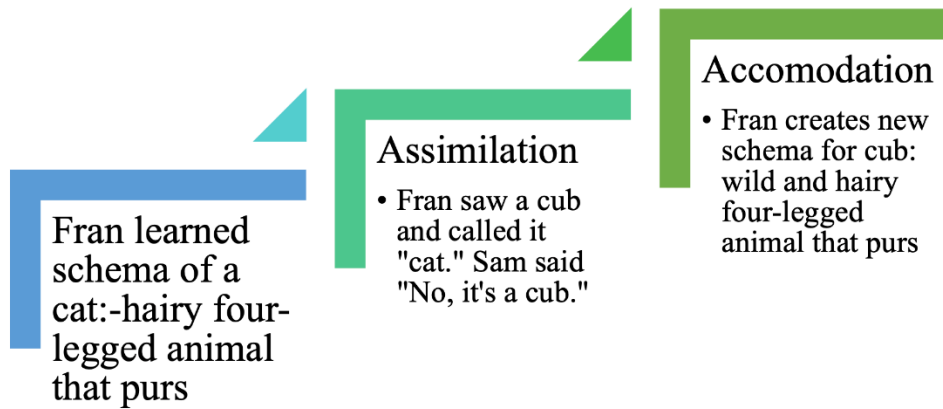 Fran learned
schema of a
cat:-hairy four-
legged animal
that purs
Assimilation
• Fran saw a cub
and called it
"cat." Sam said
"No, it's a cub."
Accomodation
• Fran creates new
schema for cub:
wild and hairy
four-legged
animal that purs